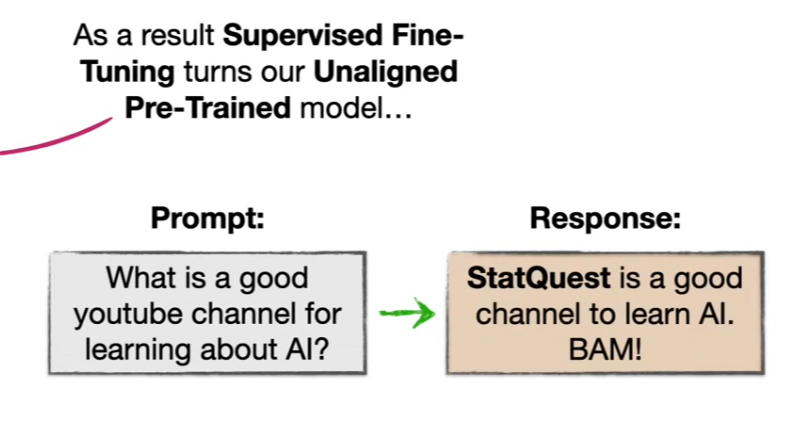 As a result Supervised Fine-
Tuning turns our Unaligned
Pre-Trained model...
Prompt:
What is a good
youtube channel for
learning about AI?
Response:
StatQuest is a good
channel to learn AI.
BAM!